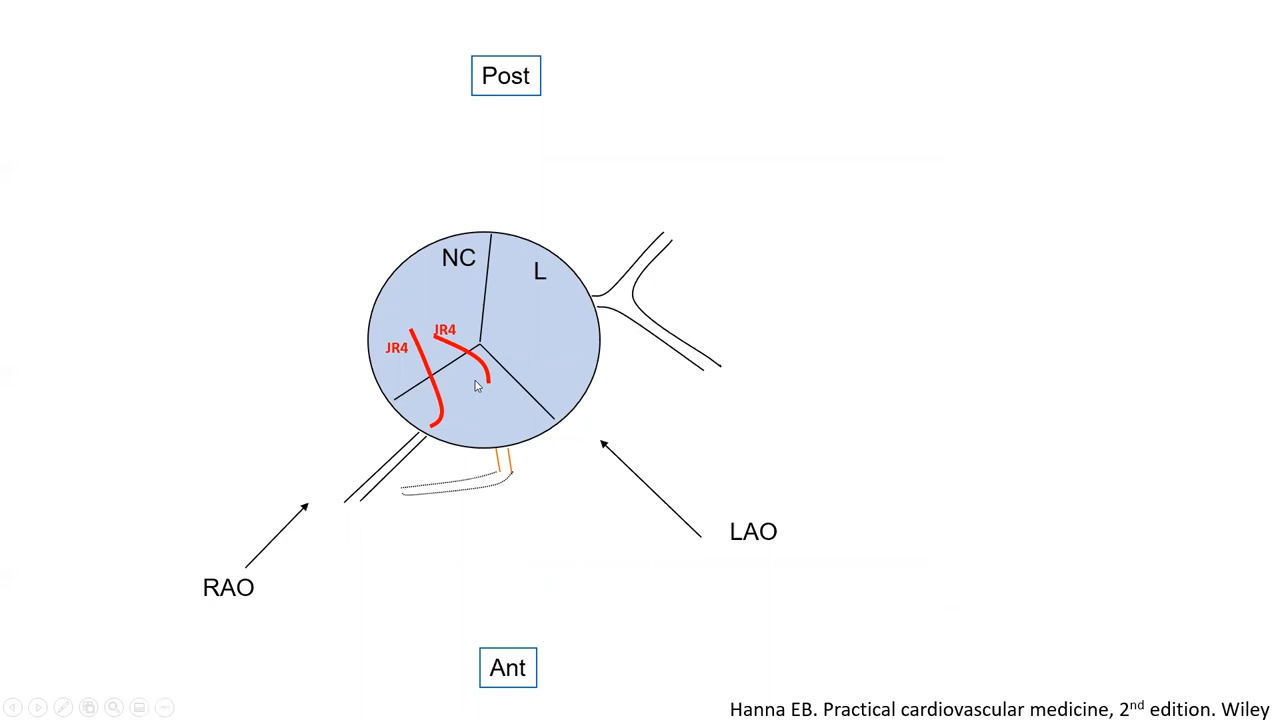 Post
NC
L
JR4
JR4
LAO
RAO
Ant
Hanna EB. Practical cardiovascular medicine, 2nd edition. Wiley